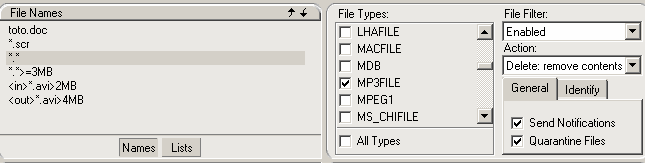 File Names
toto.doc
*.scr
*.*
*.*>=3MB
<in>*.avi>2MB
<out>*.avi>4MB
Names
Lists
File Types:
LHAFILE
MACFILE
MDB
MP3FILE
MPEG1
MS_CHIFILE
All Types
File Filter:
Enabled
Action:
Delete: remove contents
General
Identify
Send Notifications
Quarantine Files